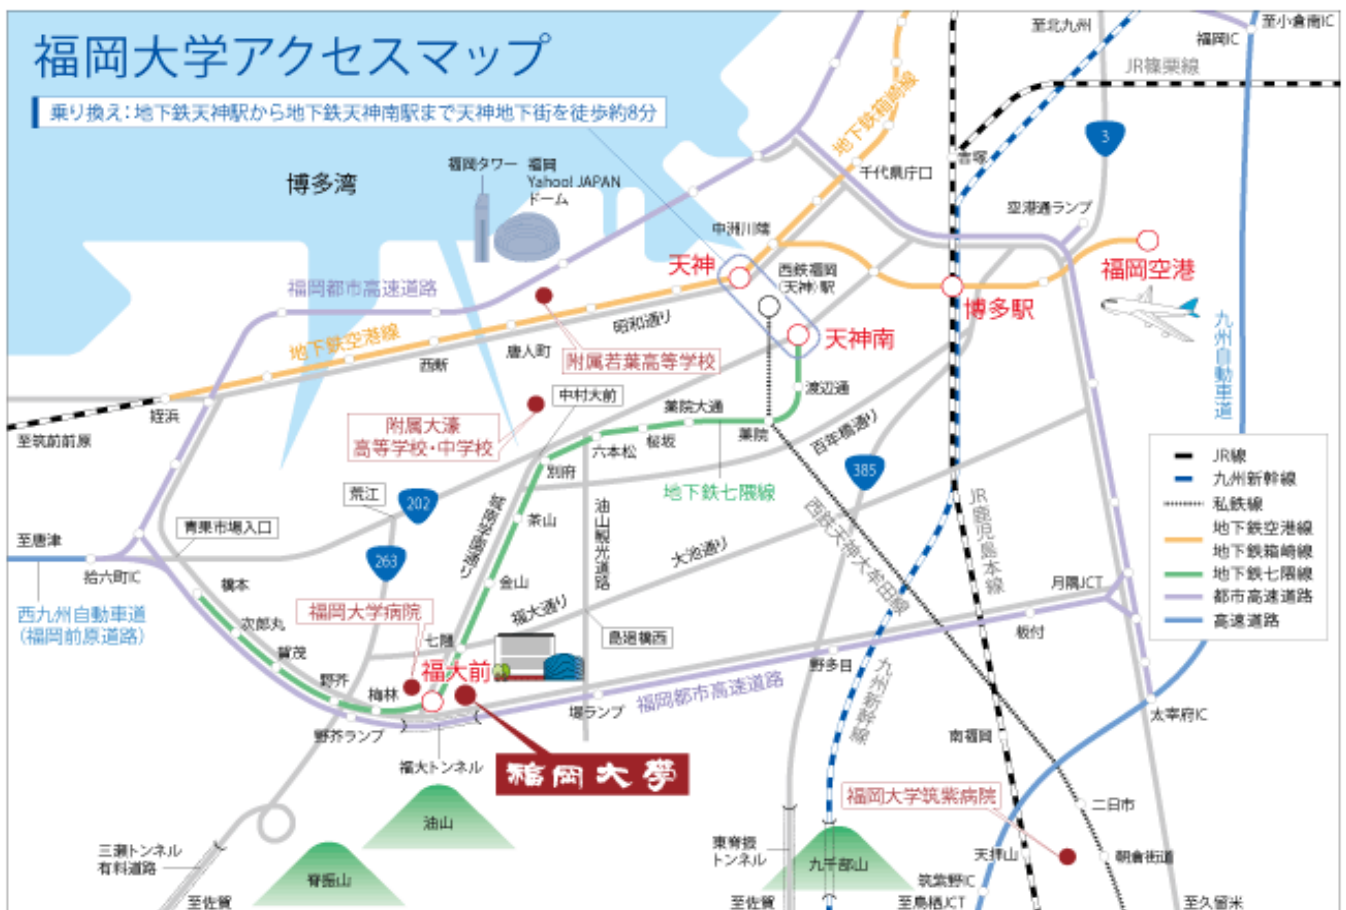 福岡大学アクセスマップ
乗り換え：地下鉄天神駅から地下鉄天神南駅まで天神地下街を徒歩約8分
至北九州
至小倉南IC
福岡IC
JR篠栗線
地下鉄箱崎線
3
吉塚
千代県庁口
博多湾
福岡タワー
福岡
Yahoo! JAPAN
ドーム
空港通ランプ
中洲川端
天神
西鉄福岡
(天神)駅
福岡空港
博多駅
福岡都市高速道路
地下鉄空港線
昭和通り
天神南
九州自動車道
西新
唐人町
附属若葉高等学校
姪浜
至筑前前原
附属大濠
高等学校・中学校
中村大前
渡辺通
薬院大通
薬院
桜坂
六本松
別府
百年橋通り
地下鉄七隈線
385
荒江
202
青果市場入口
263
茶山
油山観光道路
大池通り
西鉄天神大牟田線
JR鹿児島本線
JR線
九州新幹線
私鉄線
地下鉄空港線
地下鉄箱崎線
地下鉄七隈線
都市高速道路
高速道路
至唐津
拾六町IC
西九州自動車道
(福岡前原道路)
橋本
次郎丸
賀茂
野芥
梅林
福岡大学病院
金山
七隈
福大通り
福大前
島廻橋西
月隈JCT
板付
野多目
福岡都市高速道路
堤ランプ
九州新幹線
太宰府IC
野芥ランプ
福大トンネル
福岡大學
南福岡
福岡大学筑紫病院
二日市
油山
脊振山
九千部山
三瀬トンネル
有料道路
至佐賀
東脊振
トンネル
至佐賀
天拝山
朝倉街道
筑紫野IC
至鳥栖JCT
至久留米